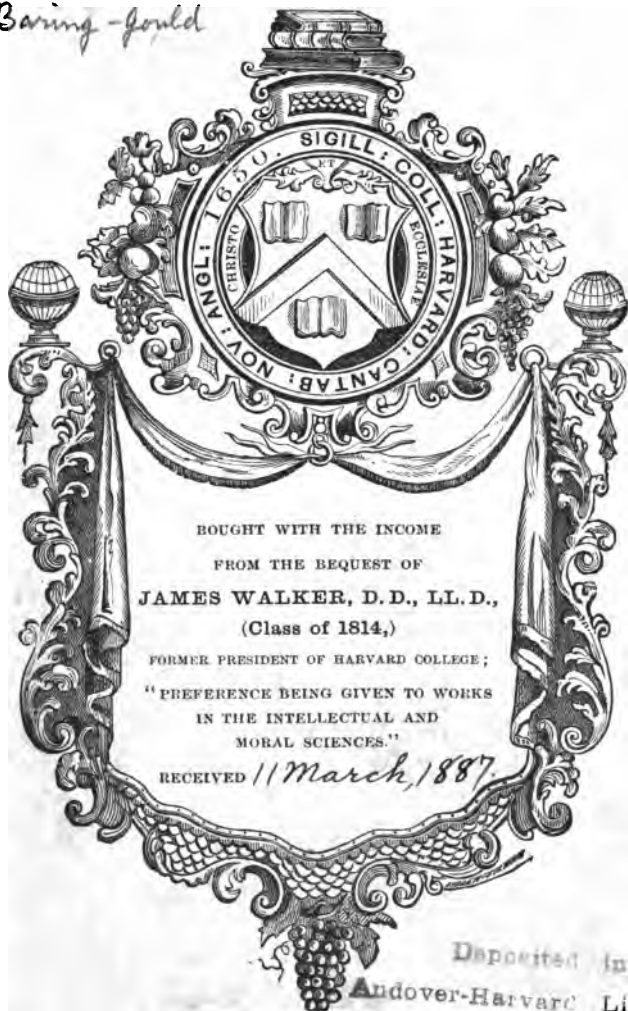 Baring-Gould
SIGILL: COLL: HARVARD: CANTAB: NOV: ANGL: 1650.
ET
CHRISTO
ECCLESIAE
BOUGHT WITH THE INCOME
FROM THE BEQUEST OF
JAMES WALKER, D.D., LL.D.,
(Class of 1814,)
FORMER PRESIDENT OF HARVARD COLLEGE;
"PREFERENCE BEING GIVEN TO WORKS
IN THE INTELLECTUAL AND
MORAL SCIENCES."
RECEIVED 11 March, 1887.
Deposited in
Andover-Harvard Li